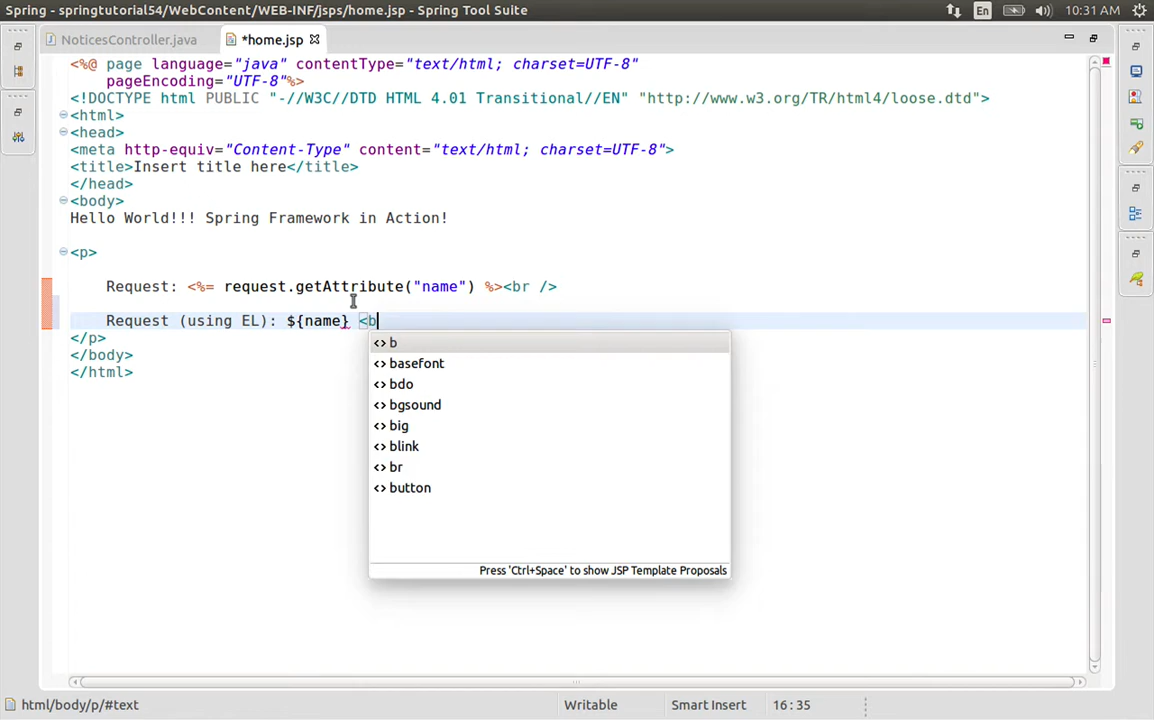 Spring - springtutorial54/WebContent/WEB-INF/jsps/home.jsp - Spring Tool Suite
En
10:31 AM
NoticesController.java
*home.jsp
<%@ page language="java" contentType="text/html; charset=UTF-8"
pageEncoding="UTF-8"%>
<!DOCTYPE html PUBLIC "-//W3C//DTD HTML 4.01 Transitional//EN" "http://www.w3.org/TR/html4/loose.dtd">
<html>
<head>
<meta http-equiv="Content-Type" content="text/html; charset=UTF-8">
<title>Insert title here</title>
</head>
<body>
Hello World!!! Spring Framework in Action!
<p>
Request: <%= request.getAttribute("name") %><br />
Request (using EL): ${name} <b
</p>
</body>
</html>
<> b
<> basefont
<> bdo
<> bgsound
<> big
<> blink
<> br
<> button
Press 'Ctrl+Space' to show JSP Template Proposals
html/body/p/#text
Writable
Smart Insert
16 : 35